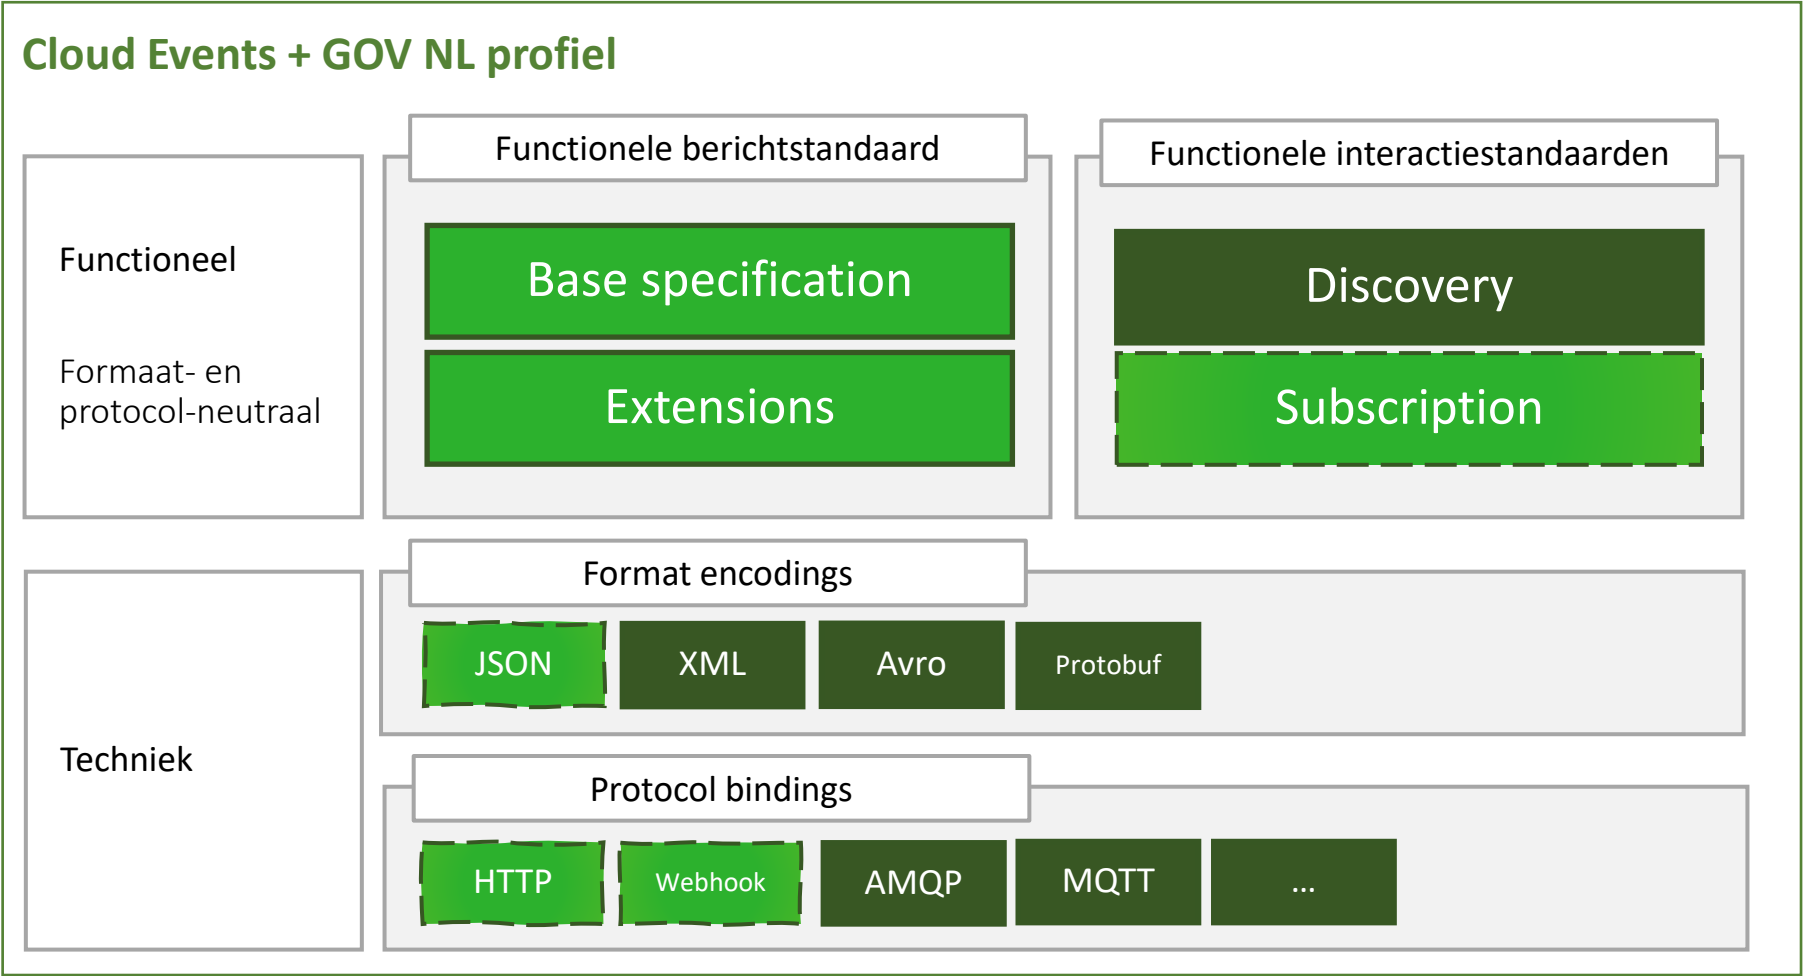 Cloud Events + GOV NL profiel
Functionele berichtstandaard
Functionele interactiestandaarden
Functioneel
Formaat- en
protocol-neutraal
Base specification
Extensions
Discovery
Subscription
Format encodings
JSON
XML
Avro
Protobuf
Techniek
Protocol bindings
HTTP
Webhook
AMQP
MQTT
...